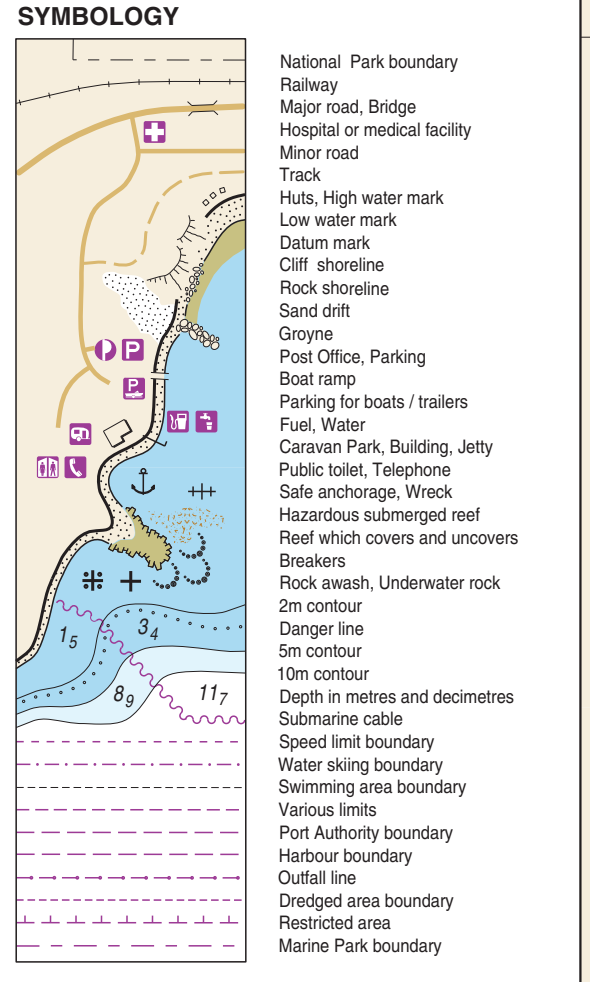 SYMBOLOGY
National Park boundary
Railway
Major road, Bridge
Hospital or medical facility
Minor road
Track
Huts, High water mark
Low water mark
Datum mark
Cliff shoreline
Rock shoreline
Sand drift
Groyne
P
Post Office, Parking
Boat ramp
P
Parking for boats / trailers
Fuel, Water
Caravan Park, Building, Jetty
Public toilet, Telephone
Safe anchorage, Wreck
Hazardous submerged reef
Reef which covers and uncovers
Breakers
Rock awash, Underwater rock
2m contour
15 34
Danger line
5m contour
10m contour
89 117
Depth in metres and decimetres
Submarine cable
Speed limit boundary
Water skiing boundary
Swimming area boundary
Various limits
Port Authority boundary
Harbour boundary
Outfall line
Dredged area boundary
Restricted area
Marine Park boundary